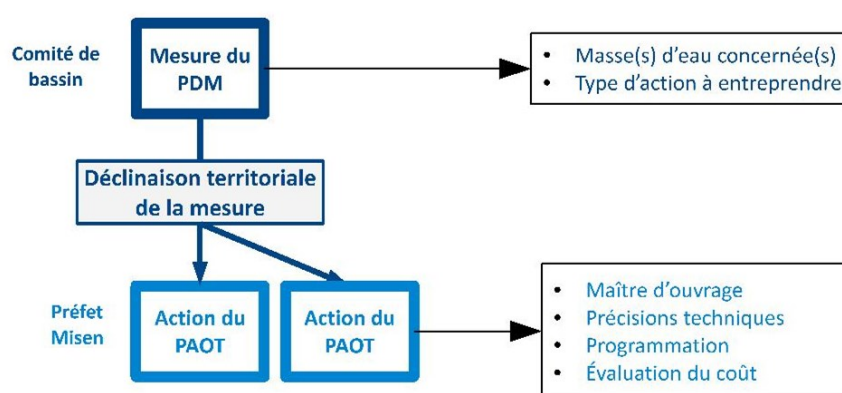 Comité de
bassin
Mesure du
PDM
• Masse(s) d'eau concernée(s)
• Type d'action à entreprendre
Déclinaison territoriale
de la mesure
Préfet
Misen
Action du
PAOT
Action du
PAOT
• Maître d'ouvrage
• Précisions techniques
• Programmation
• Évaluation du coût